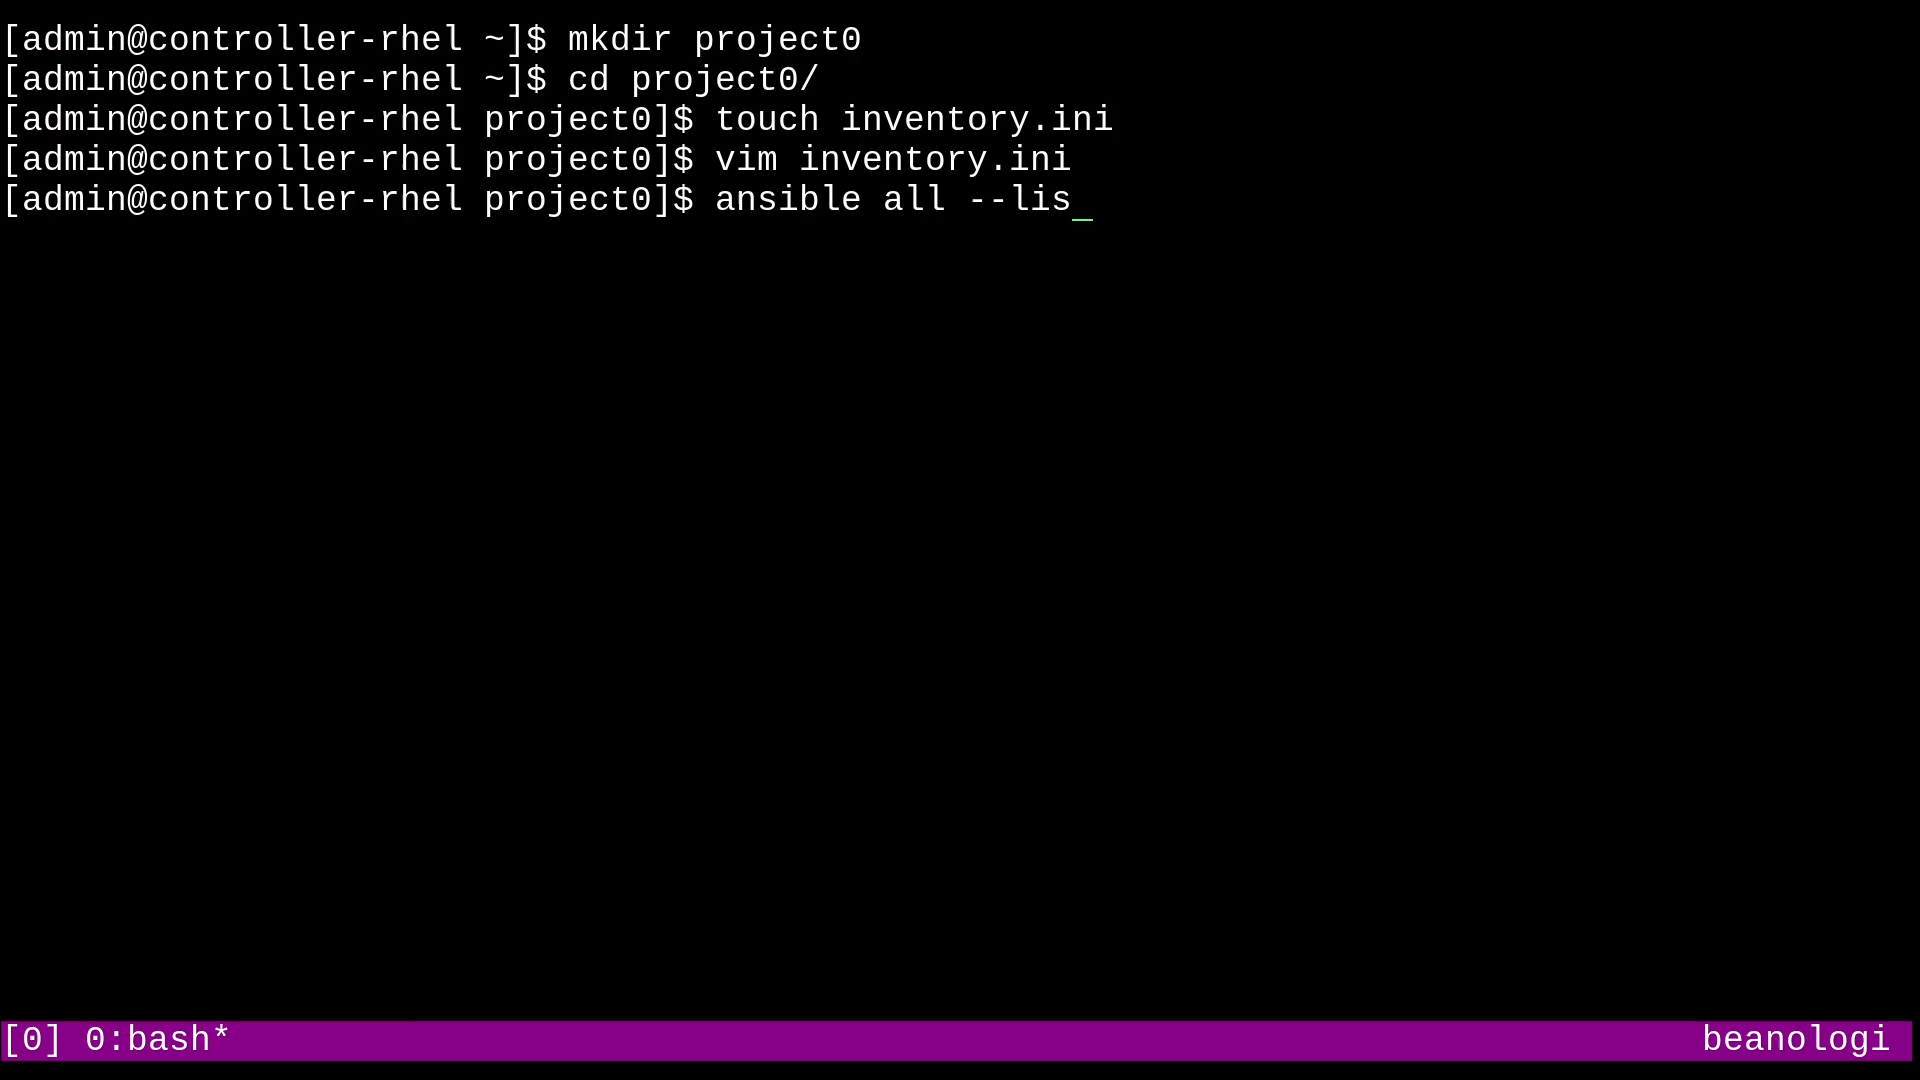 [admin@controller-rhel ~]$ mkdir project0
[admin@controller-rhel ~]$ cd project0/
[admin@controller-rhel project0]$ touch inventory.ini
[admin@controller-rhel project0]$ vim inventory.ini
[admin@controller-rhel project0]$ ansible all --lis_
[0] 0:bash* beanologi